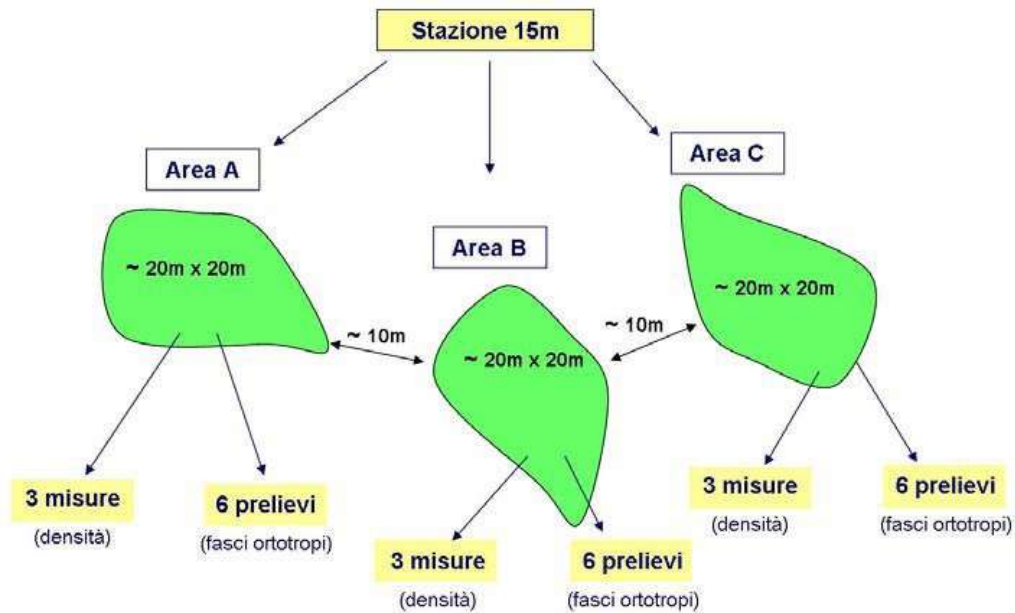 Stazione 15m
Area A
Area B
Area C
~ 20m x 20m
~ 20m x 20m
~ 20m x 20m
~ 10m
~ 10m
3 misure
(densità)
6 prelievi
(fasci ortotropi)
3 misure
(densità)
6 prelievi
(fasci ortotropi)
3 misure
(densità)
6 prelievi
(fasci ortotropi)